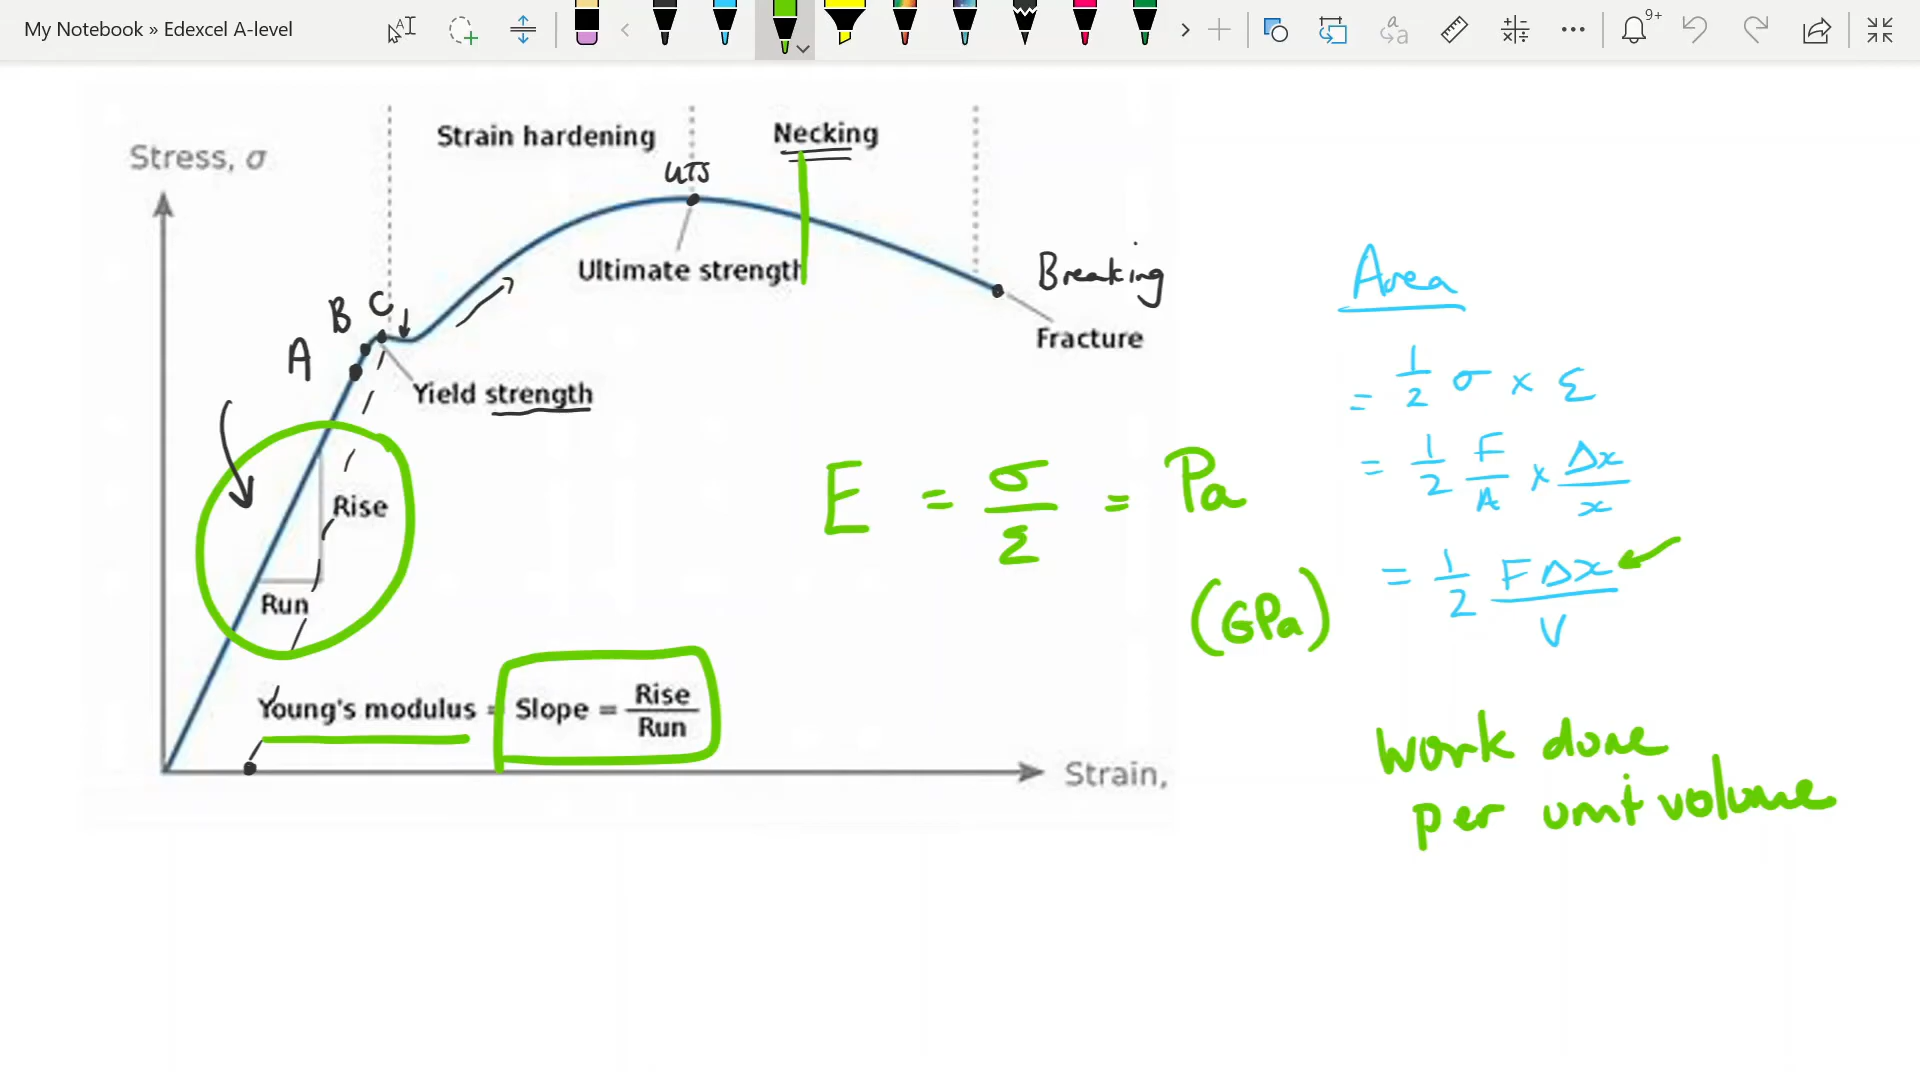 My Notebook » Edexcel A-level
9+
Stress, σ
Strain hardening
Necking
UTS
Ultimate strength
Breaking
Fracture
A
B
C
Yield strength
Rise
Run
Young's modulus = Slope = Rise / Run
Strain,
E = σ / ε = Pa
(GPa)
Area
= 1/2 σ × ε
= 1/2 F/A × Δx/x
= 1/2 FΔx / V
work done
per unit volume